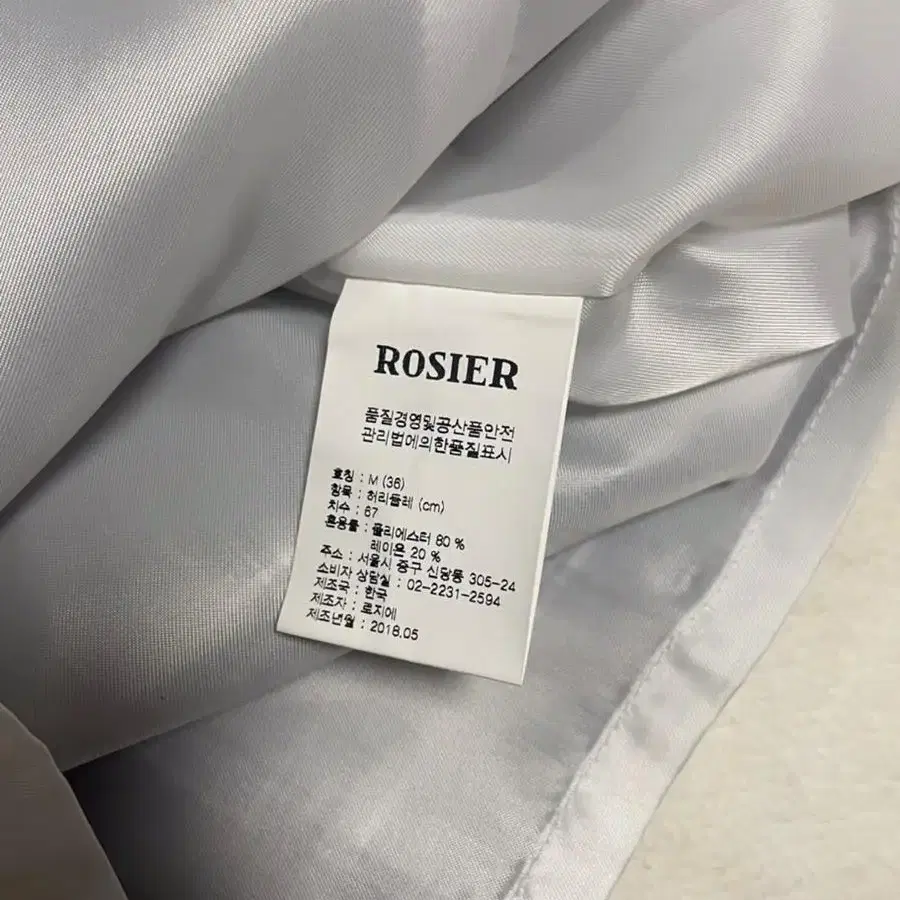 ROSIER
품질경영및공산품안전
관리법에의한품질표시
호칭 : M (36)
항목 : 허리둘레 (cm)
치수 : 67
혼용률 : 폴리에스터 80 %
레이온 20 %
주소 : 서울시 중구 신당동 305-24
소비자 상담실 : 02-2231-2594
제조국 : 한국
제조자 : 로지에
제조년월 : 2018.05